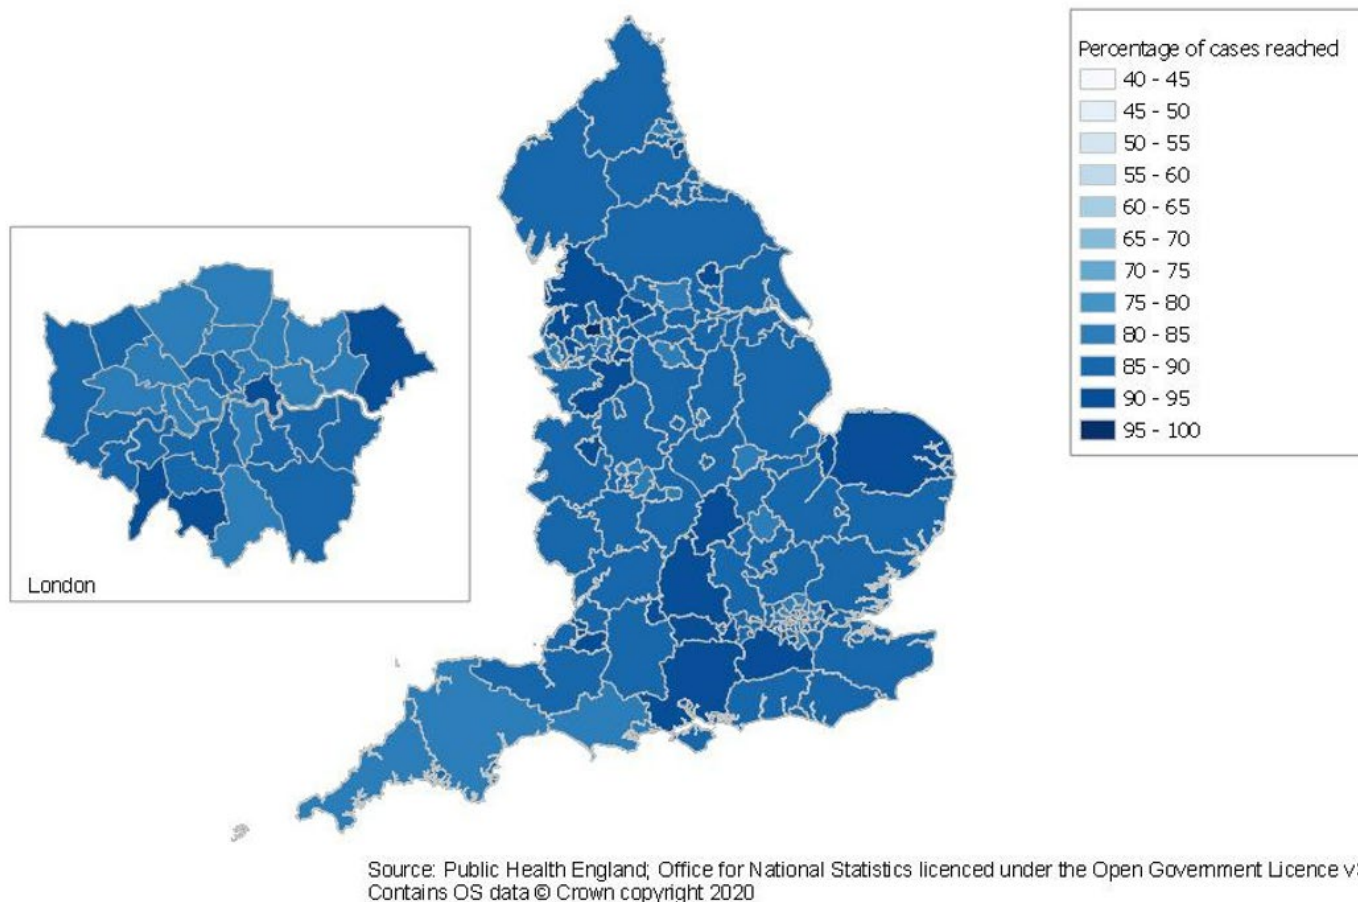 Percentage of cases reached
40 - 45
45 - 50
50 - 55
55 - 60
60 - 65
65 - 70
70 - 75
75 - 80
80 - 85
85 - 90
90 - 95
95 - 100
London
Source: Public Health England; Office for National Statistics licenced under the Open Government Licence
Contains OS data © Crown copyright 2020